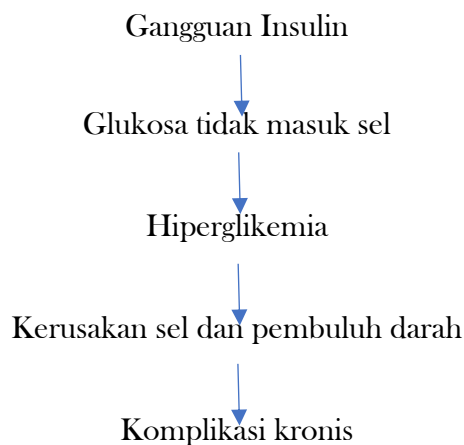 Gangguan Insulin
Glukosa tidak masuk sel
Hiperglikemia
Kerusakan sel dan pembuluh darah
Komplikasi kronis